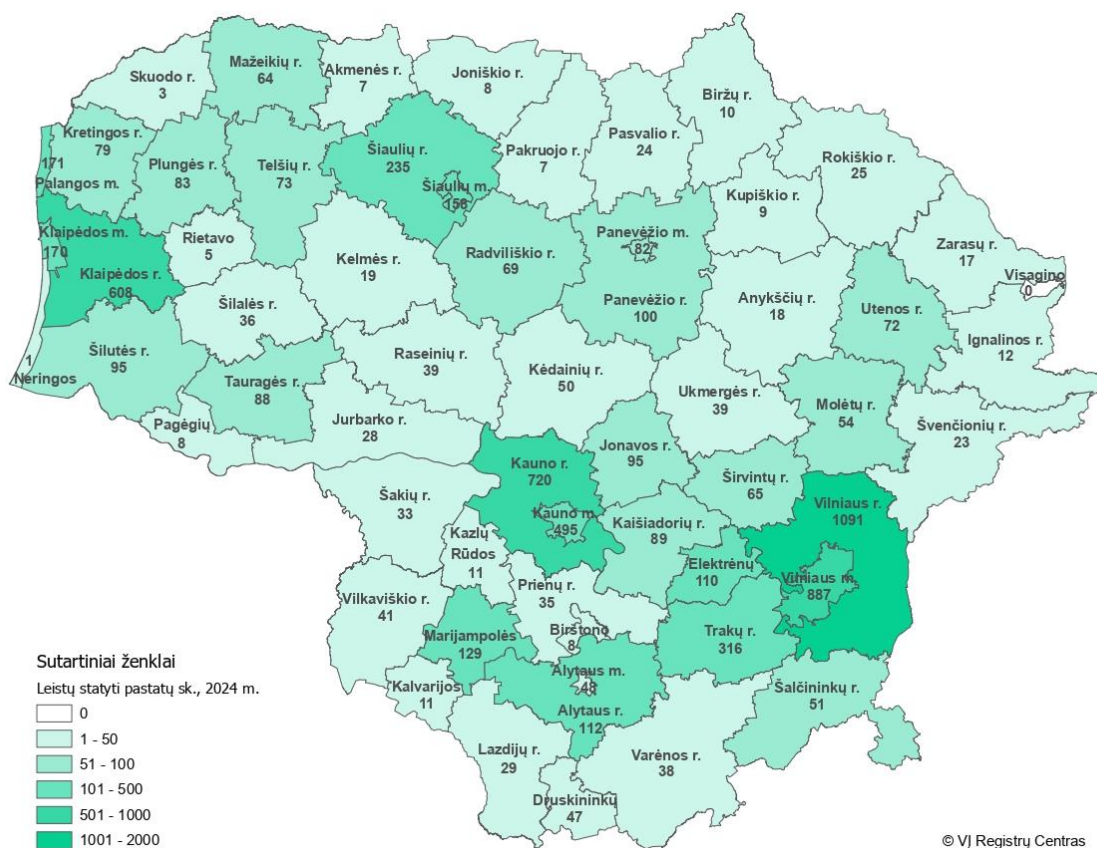 Skuodo r.
3
Mažeikių r.
64
Akmenės r.
7
Joniškio r.
8
Biržų r.
10
Kretingos r.
79
171
Palangos m.
Plungės r.
83
Telšių r.
73
Šiaulių r.
235
Šiaulių m.
158
Pakruojo r.
7
Pasvalio r.
24
Rokiškio r.
25
Kupiškio r.
9
Klaipėdos m.
170
Klaipėdos r.
608
Rietavo
5
Kelmės r.
19
Radviliškio r.
69
Panevėžio m.
82
Panevėžio r.
100
Anykščių r.
18
Utenos r.
72
Zarasų r.
17
Visagino
0
Ignalinos r.
12
Šilalės r.
36
1
Neringos
Šilutės r.
95
Tauragės r.
88
Raseinių r.
39
Kėdainių r.
50
Ukmergės r.
39
Molėtų r.
54
Švenčionių r.
23
Pagėgių
8
Jurbarko r.
28
Kauno r.
720
Kauno m.
495
Jonavos r.
95
Širvintų r.
65
Vilniaus r.
1091
Vilniaus m.
887
Šakių r.
33
Kazlų
Rūdos
11
Kaišiadorių r.
89
Elektrėnų
110
Prienų r.
35
Birštono
8
Vilkaviškio r.
41
Marijampolės
129
Trakų r.
316
Kalvarijos
11
Alytaus m.
48
Alytaus r.
112
Šalčininkų r.
51
Lazdijų r.
29
Varėnos r.
38
Druskininkų
47
Sutartiniai ženklai
Leistų statyti pastatų sk., 2024 m.
0
1 - 50
51 - 100
101 - 500
501 - 1000
1001 - 2000
© VĮ Registrų Centras